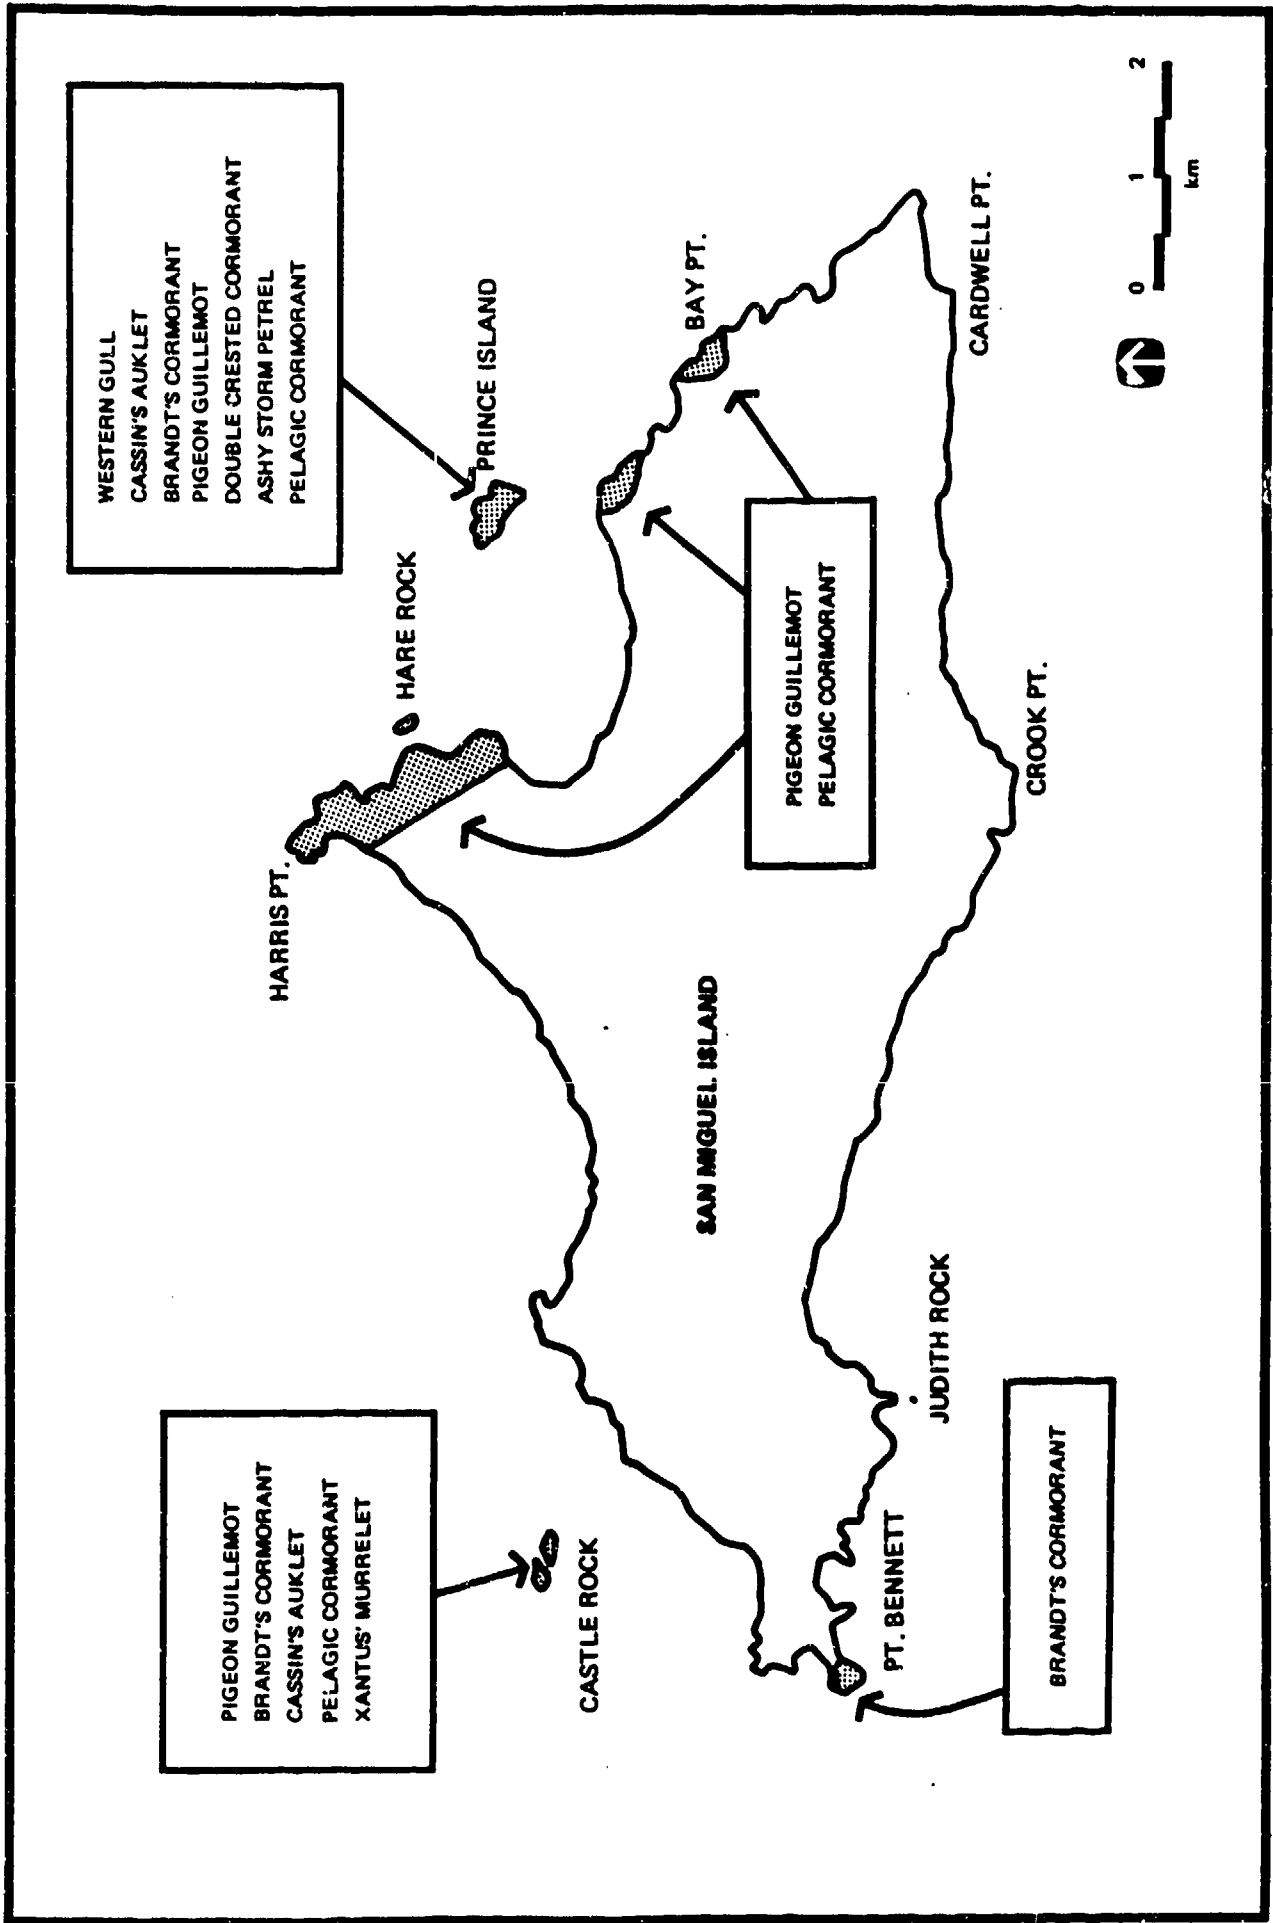 WESTERN GULL
CASSIN'S AUKLET
BRANDT'S CORMORANT
PIGEON GUILLEMOT
DOUBLE CRESTED CORMORANT
ASHY STORM PETREL
PELAGIC CORMORANT
PIGEON GUILLEMOT
BRANDT'S CORMORANT
CASSIN'S AUKLET
PELAGIC CORMORANT
XANTUS' MURRELET
HARRIS PT.
HARE ROCK
PRINCE ISLAND
CASTLE ROCK
BAY PT.
SAN MIGUEL ISLAND
PIGEON GUILLEMOT
PELAGIC CORMORANT
PT. BENNETT
JUDITH ROCK
CROOK PT.
CARDWELL PT.
BRANDT'S CORMORANT
0 1 2
km